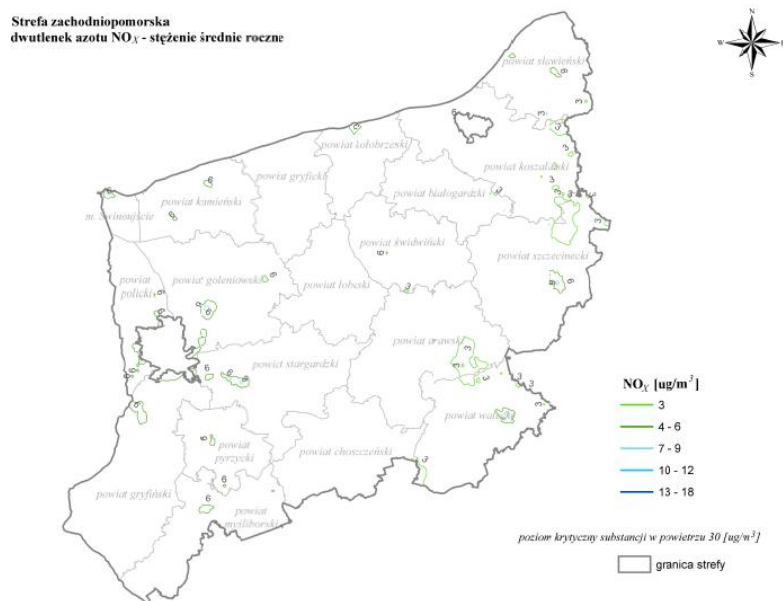 Strefa zachodniopomorska
dwutlenek azotu NOX - stężenie średnie roczne
N
W
E
S
powiat sławieński
powiat kołobrzeski
powiat koszaliński
powiat gryficki
powiat białogardzki
powiat kamieński
m. Świnoujście
powiat świdwiński
powiat szczecinecki
powiat
policki
powiat goleniowski
powiat łobeski
powiat drawski
powiat stargardzki
powiat wałecki
powiat
pyrzycki
powiat choszczeński
powiat gryfiński
powiat
myśliborski
NOX [ug/m³]
3
4 - 6
7 - 9
10 - 12
13 - 18
poziom krytyczny substancji w powietrzu 30 [ug/m³]
granica strefy